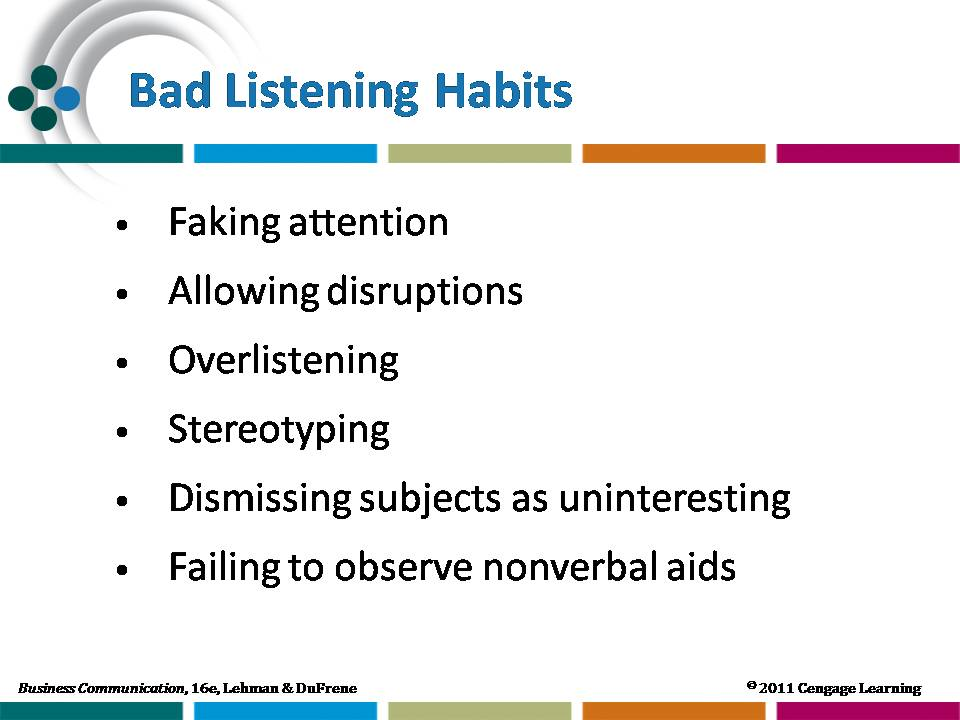 Bad Listening Habits
• Faking attention
• Allowing disruptions
• Overlistening
• Stereotyping
• Dismissing subjects as uninteresting
• Failing to observe nonverbal aids
Business Communication, 16e, Lehman & DuFrene
© 2011 Cengage Learning